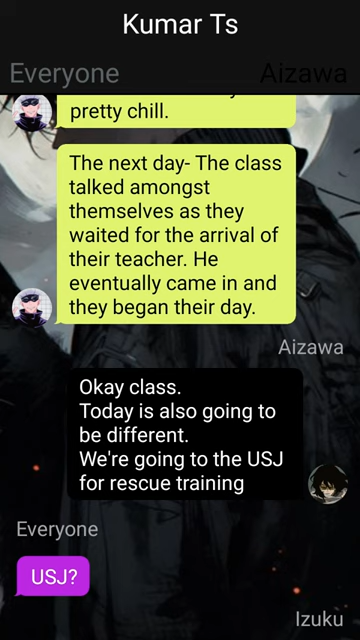 Kumar Ts
Everyone
Aizawa
pretty chill.
The next day- The class
talked amongst
themselves as they
waited for the arrival of
their teacher. He
eventually came in and
they began their day.
Aizawa
Okay class.
Today is also going to
be different.
We're going to the USJ
for rescue training
Everyone
USJ?
Izuku